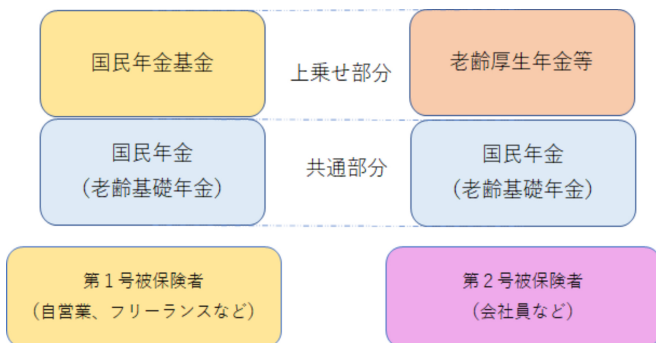 国民年金基金
上乗せ部分
老齢厚生年金等
国民年金
(老齢基礎年金)
共通部分
国民年金
(老齢基礎年金)
第１号被保険者
(自営業、フリーランスなど)
第２号被保険者
(会社員など)